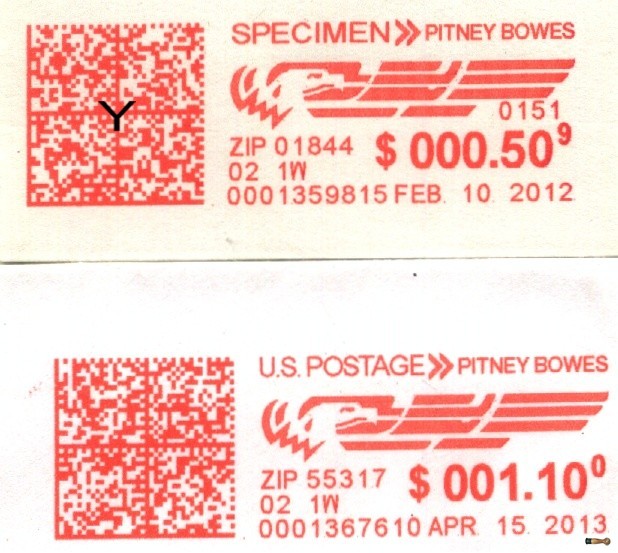 SPECIMEN PITNEY BOWES
Y
0151
ZIP 01844 $ 000.50⁹
02 1W
0001359815 FEB. 10 2012
U.S. POSTAGE PITNEY BOWES
ZIP 55317 $ 001.10⁰
02 1W
0001367610 APR. 15 2013